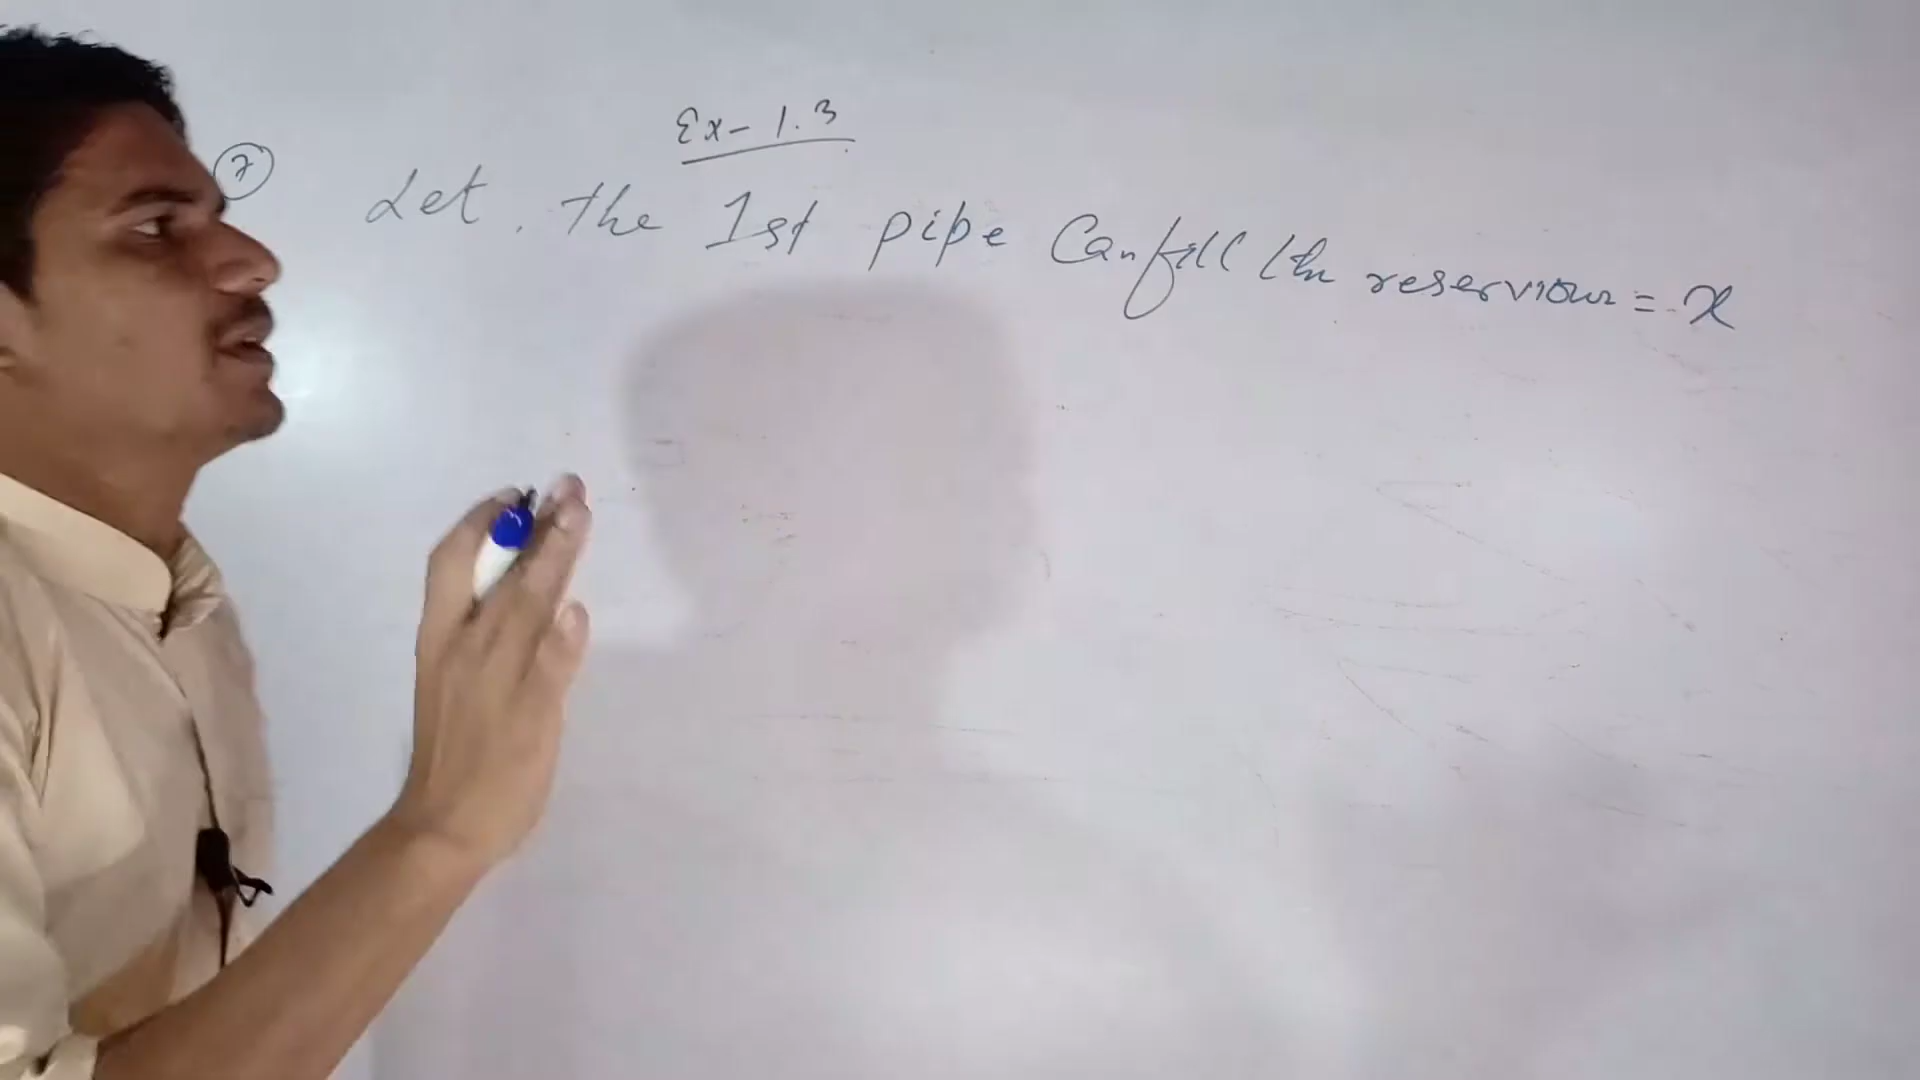 Ex - 1.3
7 Let, the 1st pipe Can fill the reserviour = x